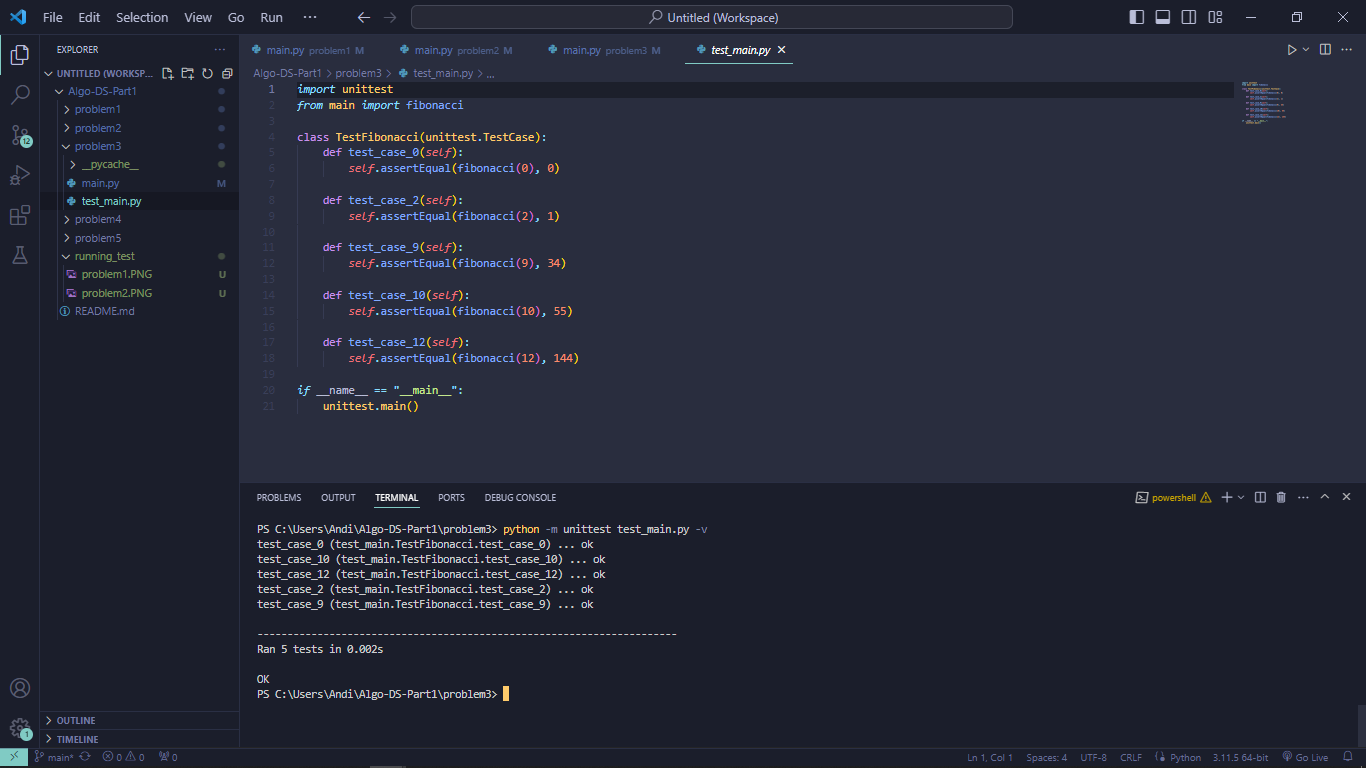 File Edit Selection View Go Run ··· Untitled (Workspace)
EXPLORER ···
UNTITLED (WORKSP...
Algo-DS-Part1
problem1
problem2
problem3
__pycache__
main.py M
test_main.py
problem4
problem5
running_test
problem1.PNG U
problem2.PNG U
README.md
OUTLINE
TIMELINE
12
1
main.py problem1 M main.py problem2 M main.py problem3 M test_main.py
Algo-DS-Part1 > problem3 > test_main.py > ...
1 import unittest
2 from main import fibonacci
3
4 class TestFibonacci(unittest.TestCase):
5 def test_case_0(self):
6 self.assertEqual(fibonacci(0), 0)
7
8 def test_case_2(self):
9 self.assertEqual(fibonacci(2), 1)
10
11 def test_case_9(self):
12 self.assertEqual(fibonacci(9), 34)
13
14 def test_case_10(self):
15 self.assertEqual(fibonacci(10), 55)
16
17 def test_case_12(self):
18 self.assertEqual(fibonacci(12), 144)
19
20 if __name__ == "__main__":
21 unittest.main()
PROBLEMS OUTPUT TERMINAL PORTS DEBUG CONSOLE powershell
PS C:\Users\Andi\Algo-DS-Part1\problem3> python -m unittest test_main.py -v
test_case_0 (test_main.TestFibonacci.test_case_0) ... ok
test_case_10 (test_main.TestFibonacci.test_case_10) ... ok
test_case_12 (test_main.TestFibonacci.test_case_12) ... ok
test_case_2 (test_main.TestFibonacci.test_case_2) ... ok
test_case_9 (test_main.TestFibonacci.test_case_9) ... ok
----------------------------------------------------------------------
Ran 5 tests in 0.002s
OK
PS C:\Users\Andi\Algo-DS-Part1\problem3>
main* 0 0 0 Ln 1, Col 1 Spaces: 4 UTF-8 CRLF Python 3.11.5 64-bit Go Live